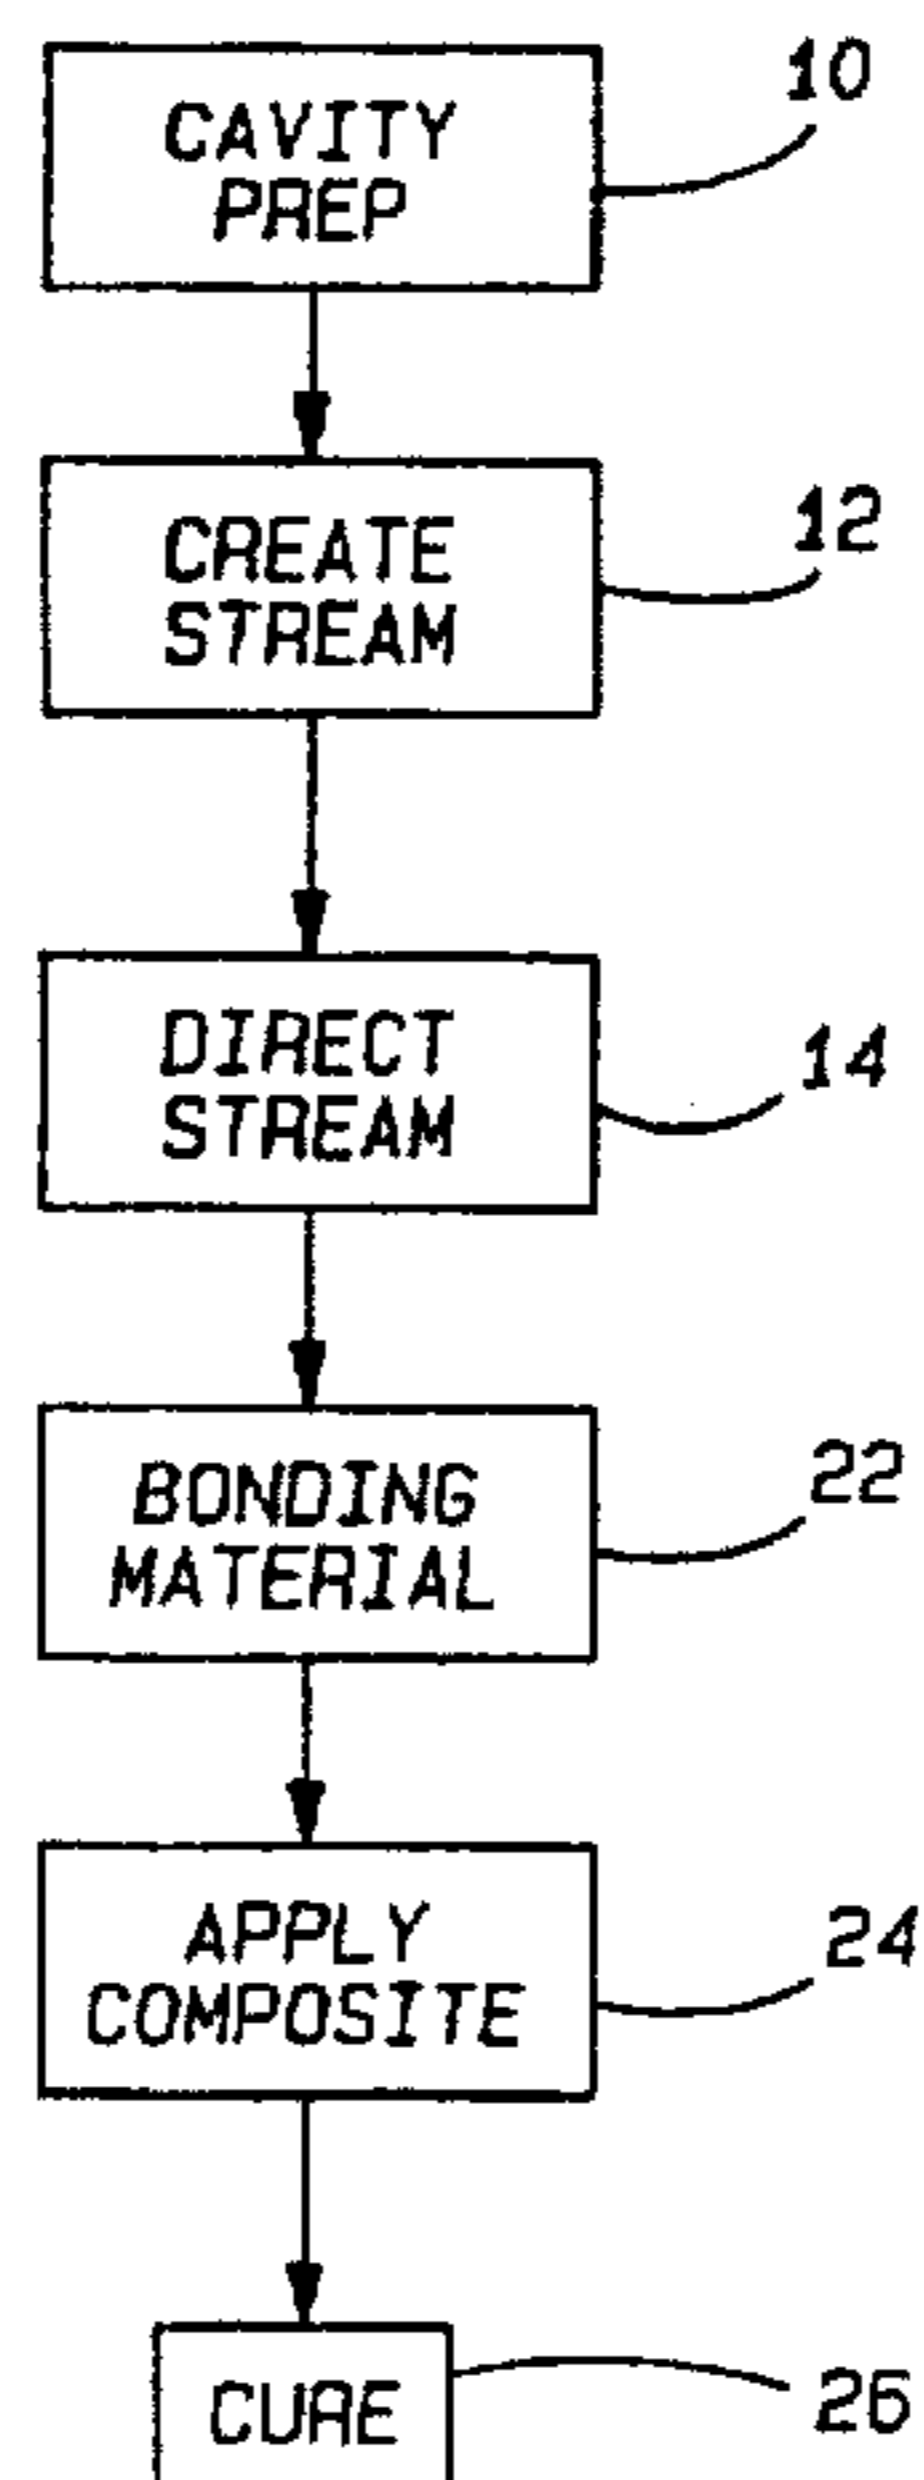 CAVITY
PREP
10
CREATE
STREAM
12
DIRECT
STREAM
14
BONDING
MATERIAL
22
APPLY
COMPOSITE
24
CURE
26